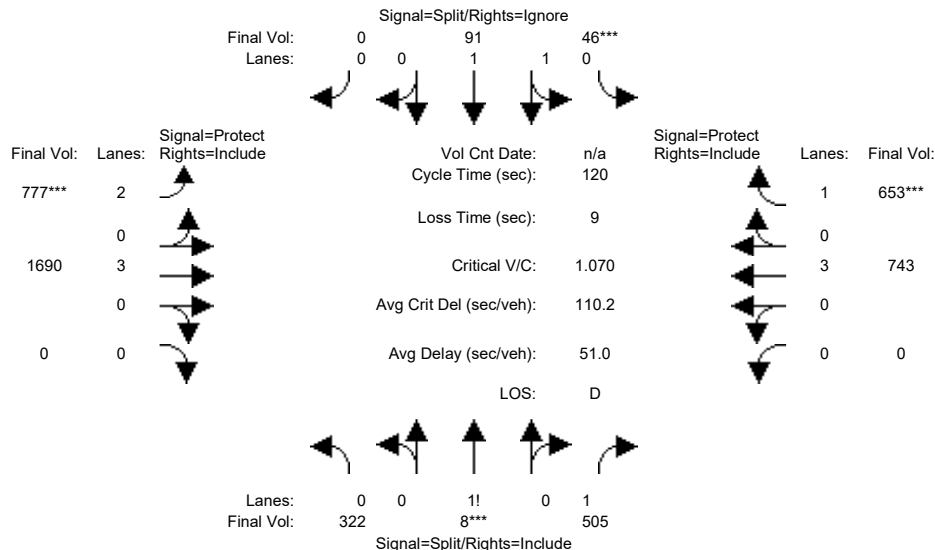 Signal=Split/Rights=Ignore
Final Vol: 0 91 46***
Lanes: 0 0 1 1 0
Signal=Protect
Final Vol: Lanes: Rights=Include
Vol Cnt Date: n/a
Signal=Protect
Rights=Include Lanes: Final Vol:
Cycle Time (sec): 120
777*** 2
1 653***
Loss Time (sec): 9
0
0
1690 3
Critical V/C: 1.070
3 743
0
Avg Crit Del (sec/veh): 110.2
0
0 0
Avg Delay (sec/veh): 51.0
0 0
LOS: D
Lanes: 0 0 1! 0 1
Final Vol: 322 8*** 505
Signal=Split/Rights=Include